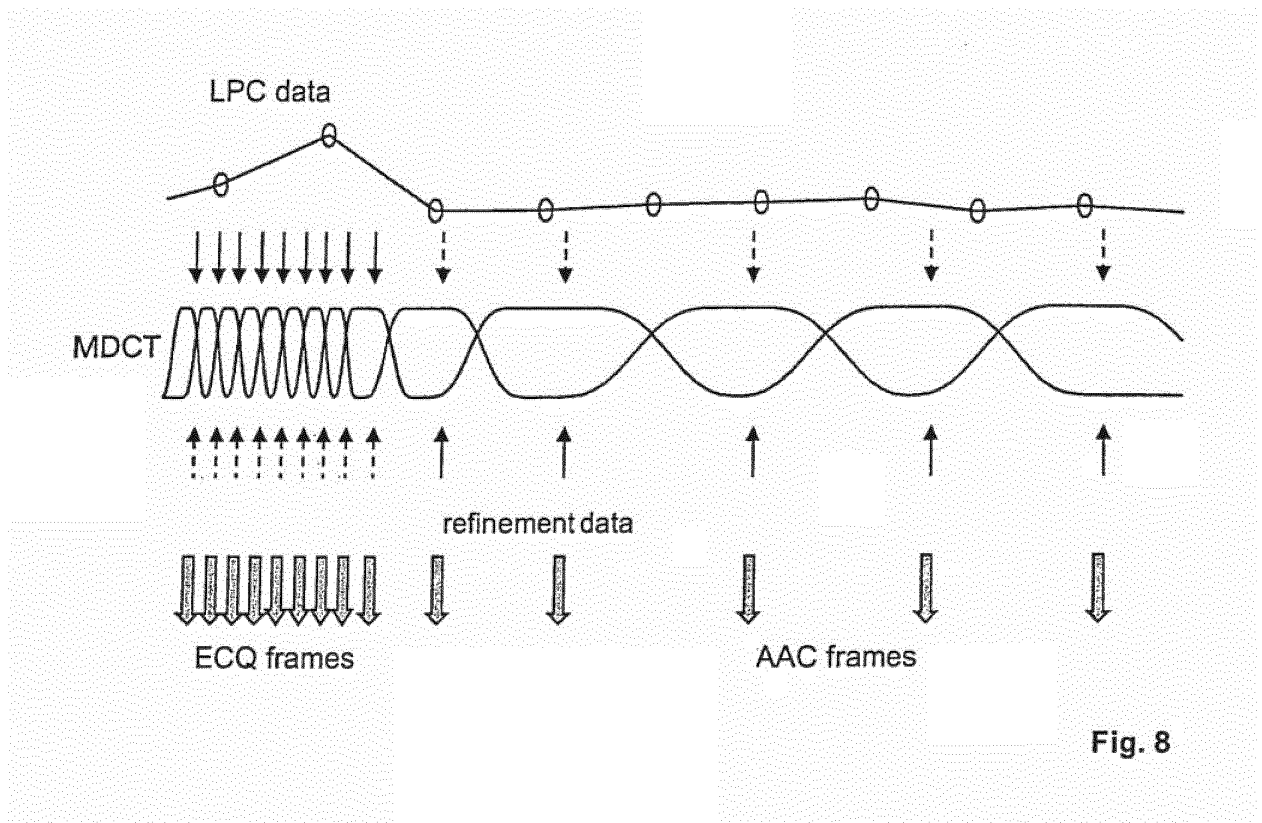 LPC data
MDCT
refinement data
ECQ frames
AAC frames
Fig. 8